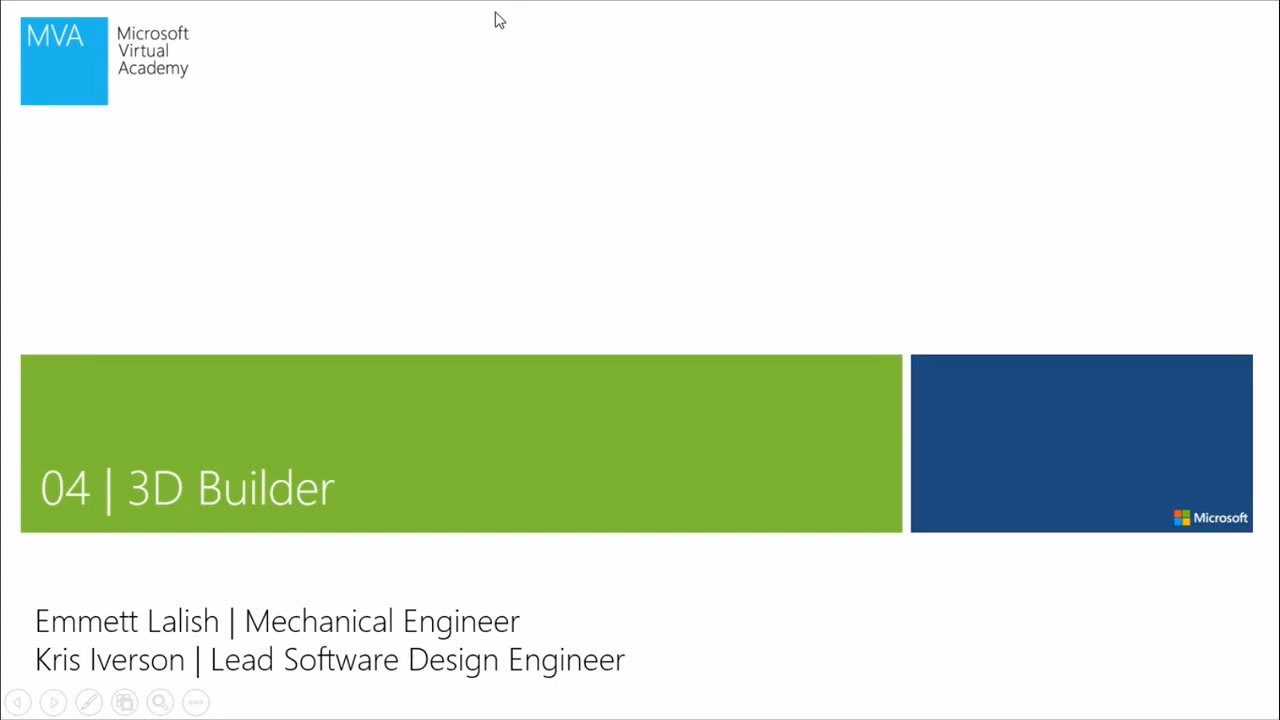 MVA
Microsoft
Virtual
Academy
04 | 3D Builder
Microsoft
Emmett Lalish | Mechanical Engineer
Kris Iverson | Lead Software Design Engineer